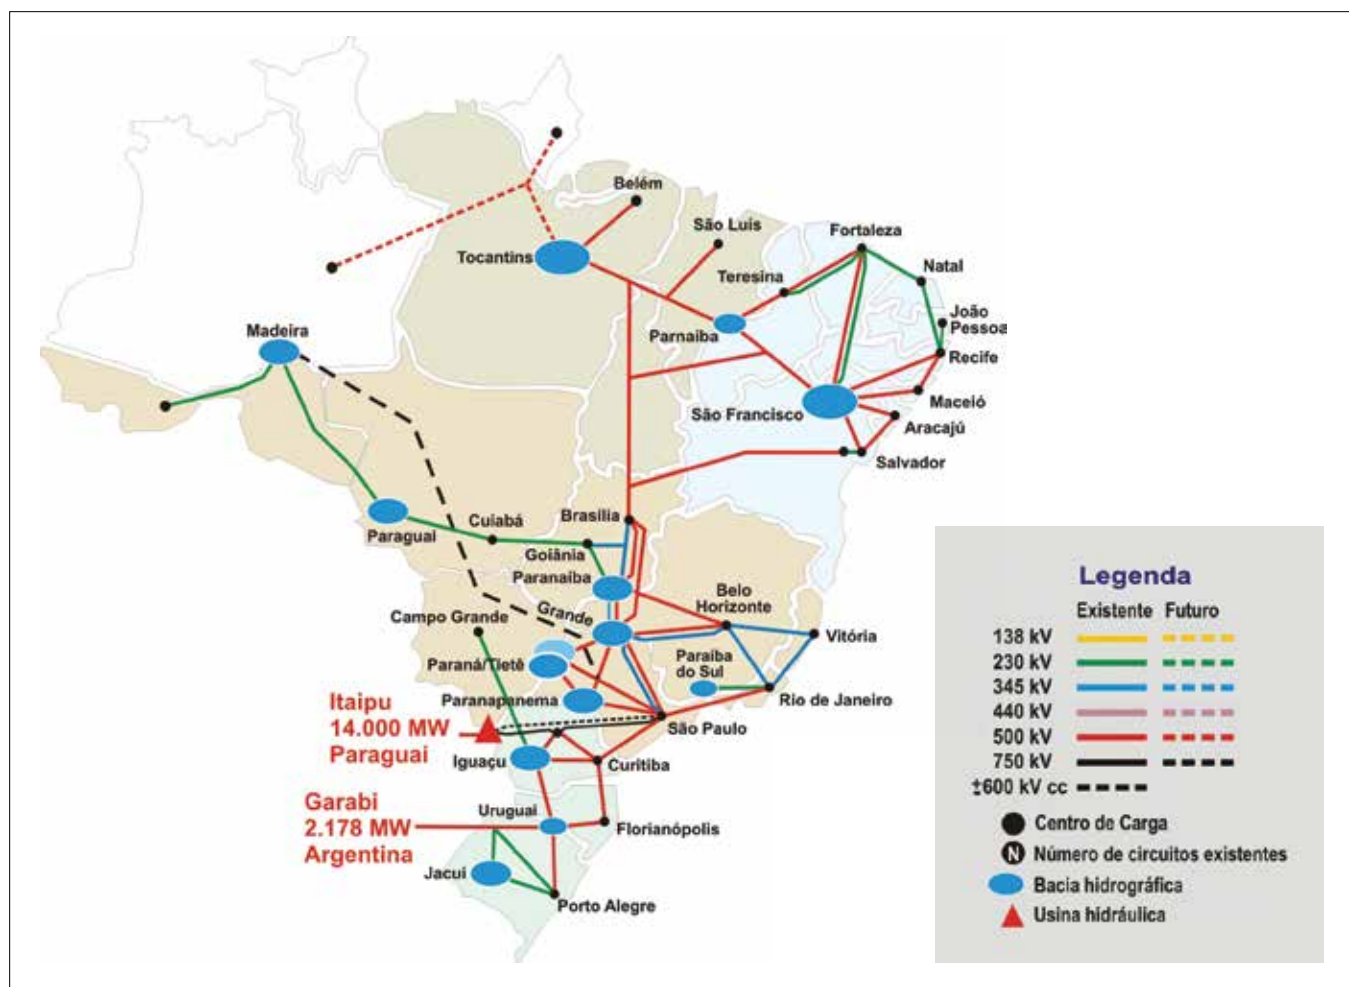 Belém
São Luís
Fortaleza
Tocantins
Teresina
Natal
João
Pessoa
Madeira
Parnaíba
Recife
Maceió
São Francisco
Aracajú
Salvador
Brasília
Cuiabá
Paraguai
Goiânia
Paranaíba
Belo
Horizonte
Grande
Campo Grande
Vitória
Paraná/Tietê
Paraíba
do Sul
Paranapanema
Rio de Janeiro
São Paulo
Itaipu
14.000 MW
Paraguai
Iguaçu
Curitiba
Garabi
2.178 MW
Argentina
Uruguai
Florianópolis
Jacui
Porto Alegre
Legenda
Existente Futuro
138 kV
230 kV
345 kV
440 kV
500 kV
750 kV
±600 kV cc
Centro de Carga
N Número de circuitos existentes
Bacia hidrográfica
Usina hidráulica